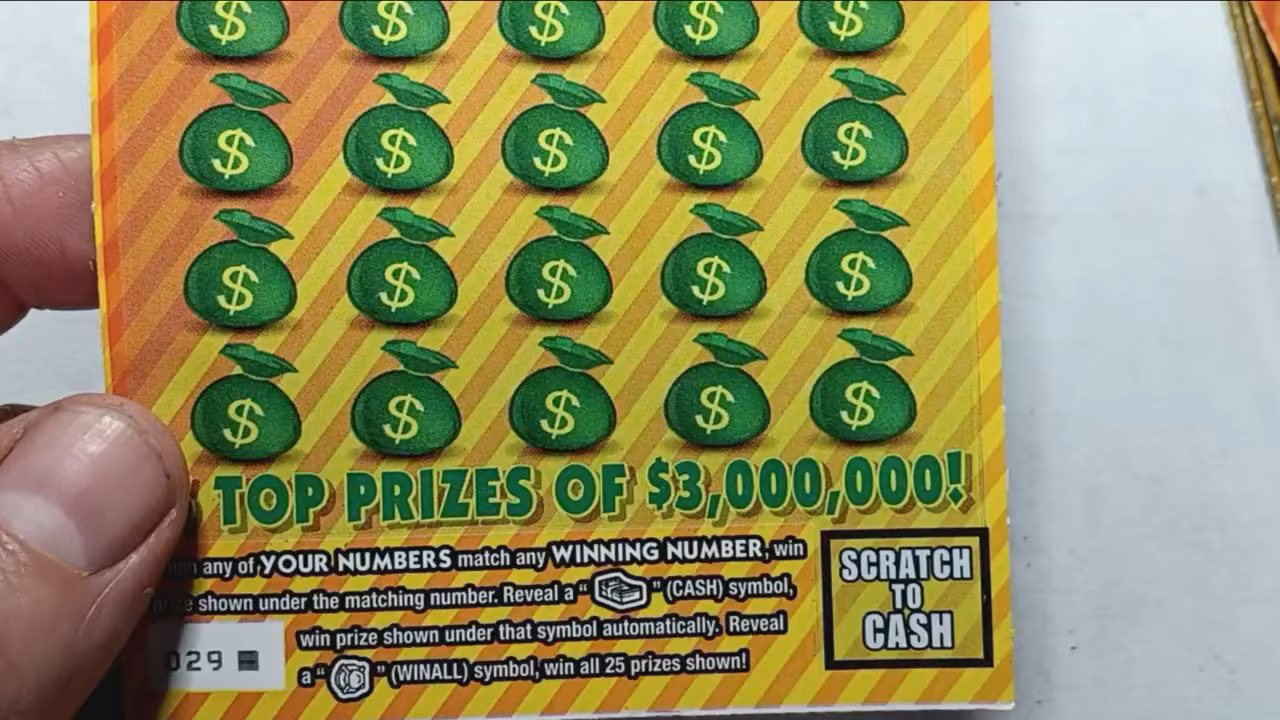 $ $ $ $ $
$ $ $ $ $
$ $ $ $ $
$ $ $ $ $
TOP PRIZES OF $3,000,000!
any of YOUR NUMBERS match any WINNING NUMBER, win
prize shown under the matching number. Reveal a " " (CASH) symbol,
win prize shown under that symbol automatically. Reveal
a " " (WINALL) symbol, win all 25 prizes shown!
029
SCRATCH
TO
CASH